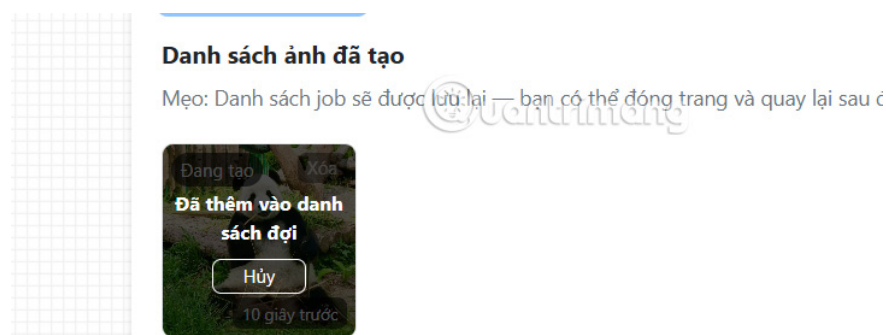 Danh sách ảnh đã tạo
Mẹo: Danh sách job sẽ được lưu lại — bạn có thể đóng trang và quay lại sau
Quantrimang
Đang tạo
Xóa
Đã thêm vào danh
sách đợi
Hủy
10 giây trước